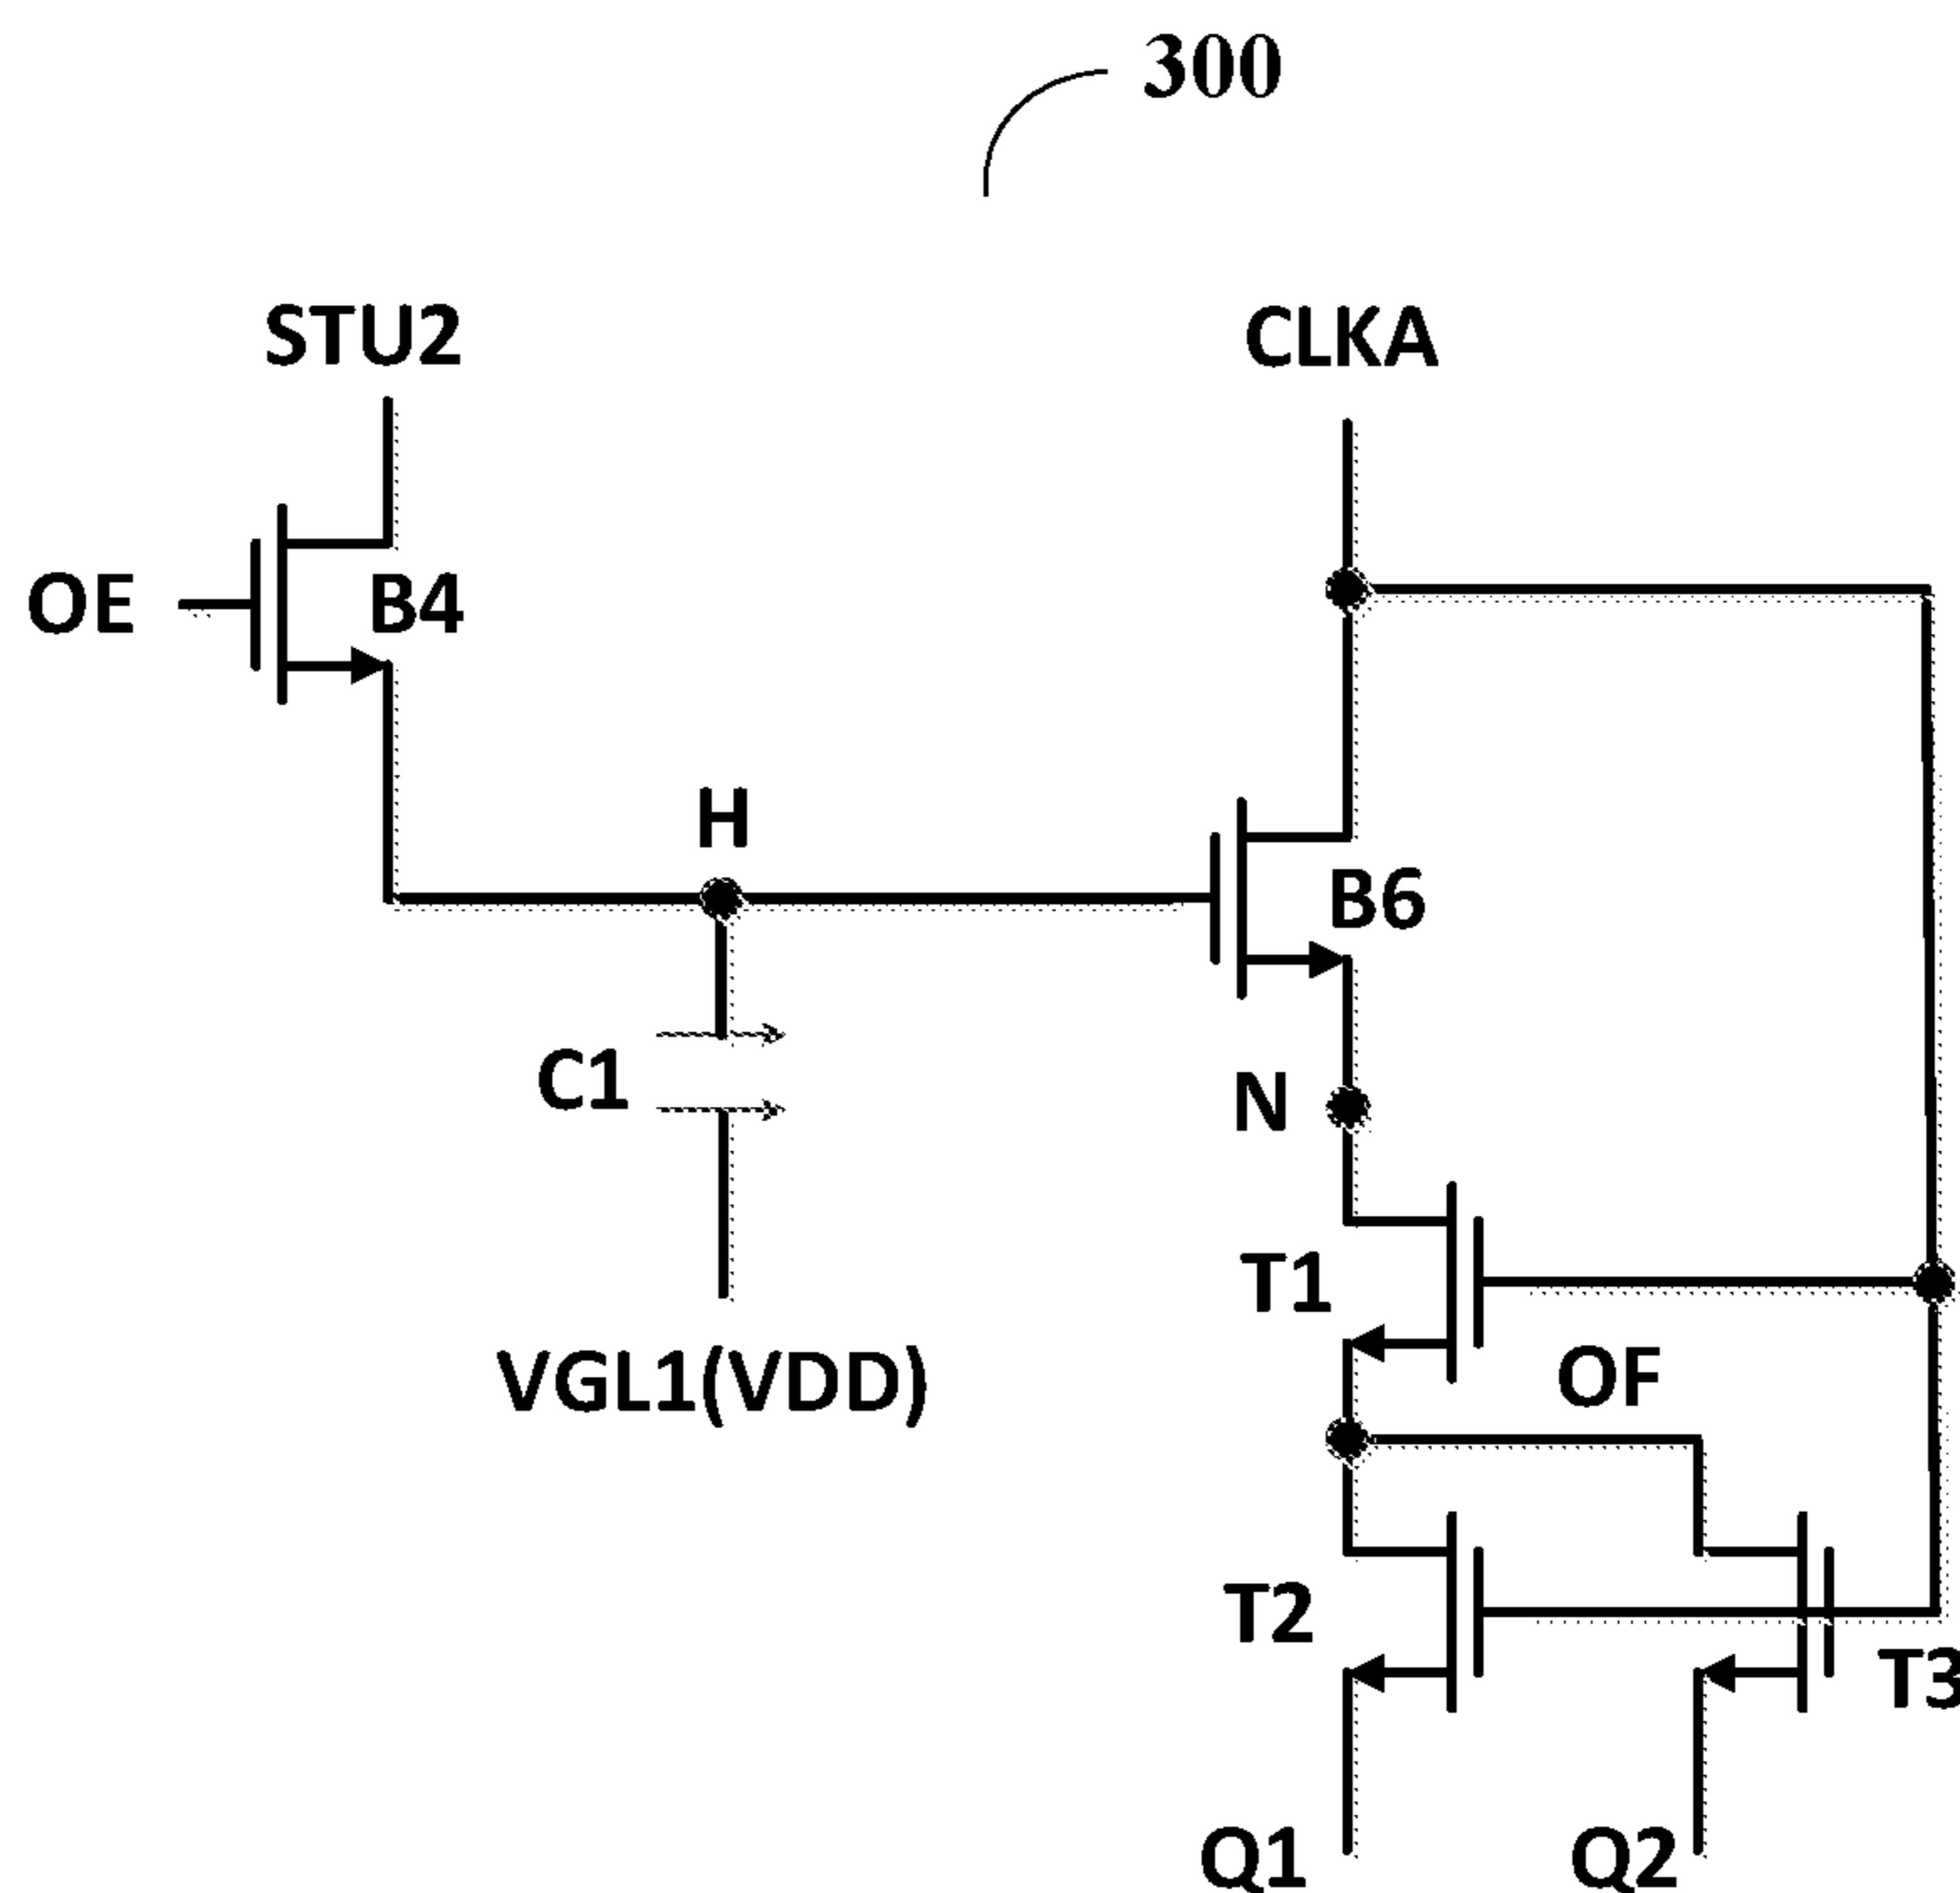 300
STU2
CLKA
OE
B4
H
B6
C1
N
T1
VGL1(VDD)
OF
T2
T3
Q1
Q2